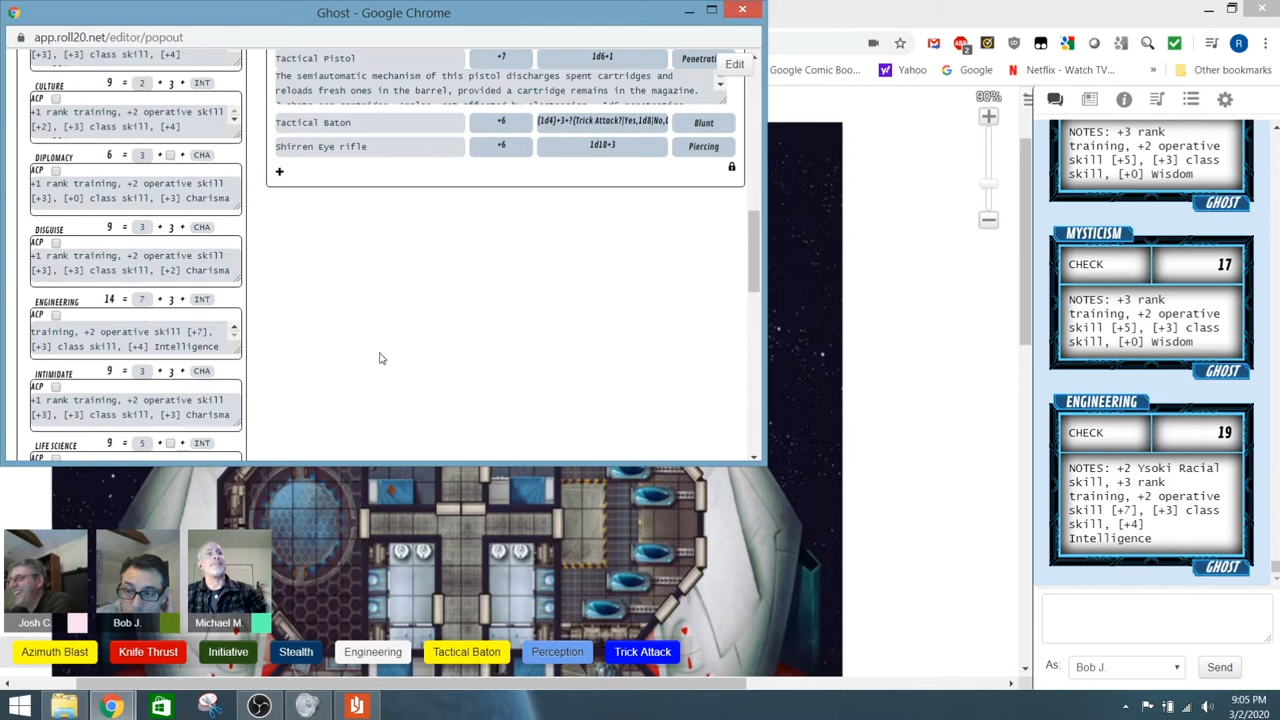 Ghost - Google Chrome
app.roll20.net/editor/popout
[+3], [+3] class skill, [+4]
9 = 2 +
CULTURE
ACP
+1 rank training, +2 operative skill
[+2], [+3] class skill, [+4]
DIPLOMACY 6 = 3 + CHA
ACP
+1 rank training, +2 operative skill
[+3], [+0] class skill, [+3] Charisma
DISGUISE 9 = 3 + 3 + CHA
ACP
+1 rank training, +2 operative skill
[+3], [+3] class skill, [+2] Charisma
ENGINEERING 14 = 7 + 3 + INT
ACP
training, +2 operative skill [+7],
[+3] class skill, [+4] Intelligence
INTIMIDATE 9 = 3 + 3 + CHA
ACP
+1 rank training, +2 operative skill
[+3], [+3] class skill, [+3] Charisma
LIFE SCIENCE 9 = 5 + INT
Tactical Pistol +7 1d6+1 Penetrati
Edit
The semiautomatic mechanism of this pistol discharges spent cartridges and
reloads fresh ones in the barrel, provided a cartridge remains in the magazine.
Tactical Baton +6 {1d4}+3+?{Trick Attack?|Yes,1d8|No,0 Blunt
Shirren Eye rifle +6 1d10+3 Piercing
+
Google Comic Boo...
Yahoo
Google
Netflix - Watch TV...
»
Other bookmarks
2
R
90%
NOTES: +3 rank
training, +2 operative
skill [+5], [+3] class
skill, [+0] Wisdom
GHOST
MYSTICISM
CHECK 17
NOTES: +3 rank
training, +2 operative
skill [+5], [+3] class
skill, [+0] Wisdom
GHOST
ENGINEERING
CHECK 19
NOTES: +2 Ysoki Racial
skill, +3 rank
training, +2 operative
skill [+7], [+3] class
skill, [+4]
Intelligence
GHOST
Josh C.
Bob J.
Michael M.
Azimuth Blast
Knife Thrust
Initiative
Stealth
Engineering
Tactical Baton
Perception
Trick Attack
As:
Bob J.
Send
9:05 PM
3/2/2020